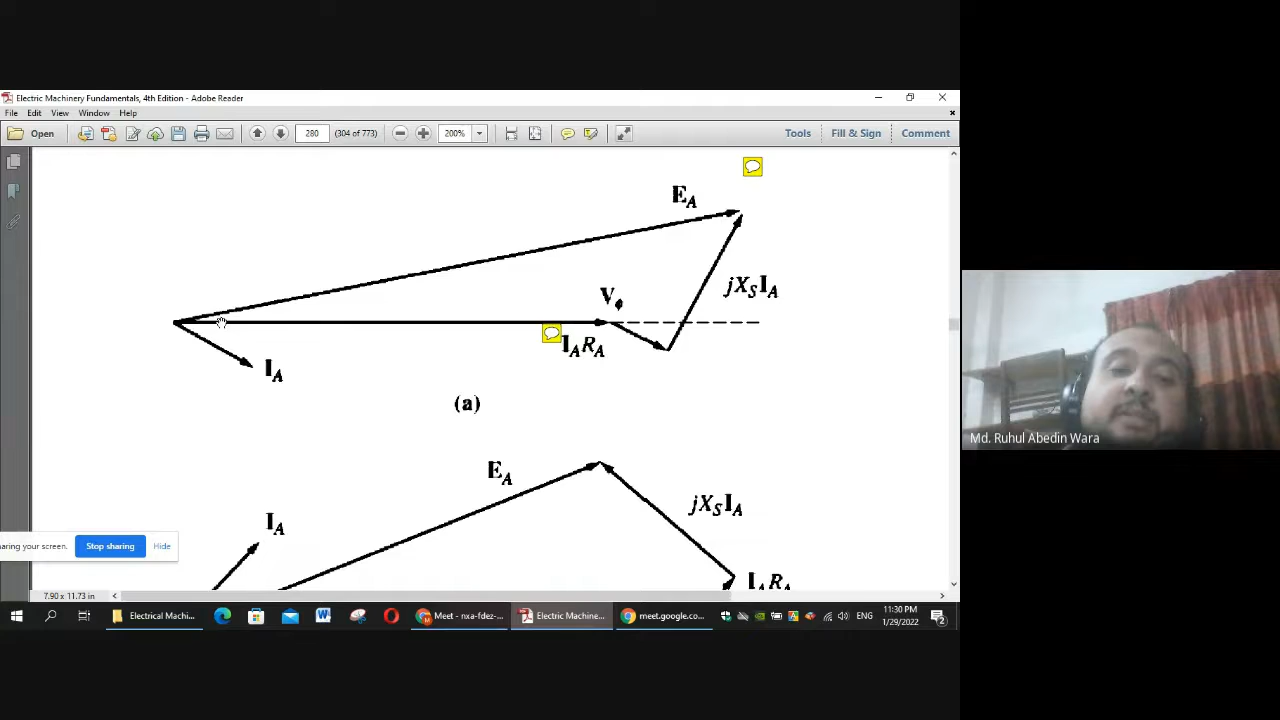 Electric Machinery Fundamentals, 4th Edition - Adobe Reader
File Edit View Window Help
Open 280 (304 of 773) 200% Tools Fill & Sign Comment
E_A
jX_S I_A
V_ϕ
I_A R_A
I_A
(a)
E_A
jX_S I_A
I_A
I_A R_A
haring your screen. Stop sharing Hide
7.90 x 11.73 in
Electrical Machi... Meet - nxa-fdez-... Electric Machine... meet.google.co... ENG 11:30 PM
1/29/2022 2
Md. Ruhul Abedin Wara